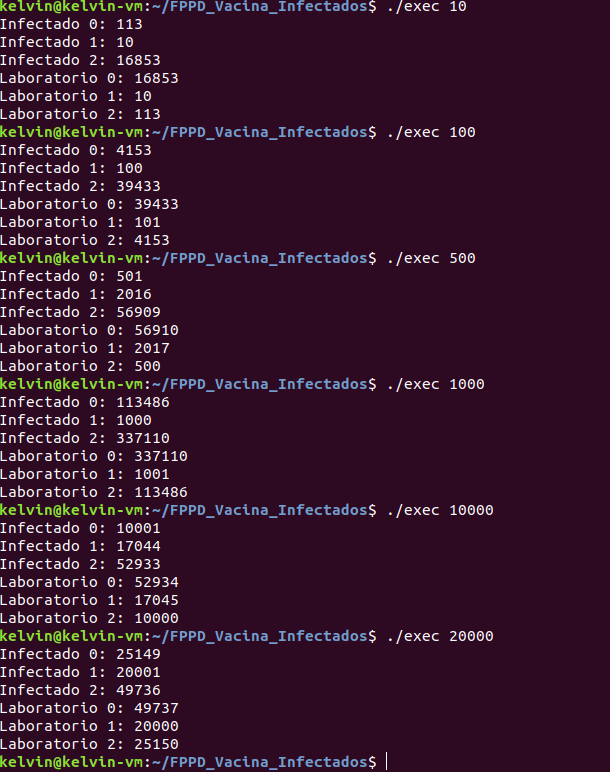 kelvin@kelvin-vm:~/FPPD_Vacina_Infectados$ ./exec 10
Infectado 0: 113
Infectado 1: 10
Infectado 2: 16853
Laboratorio 0: 16853
Laboratorio 1: 10
Laboratorio 2: 113
kelvin@kelvin-vm:~/FPPD_Vacina_Infectados$ ./exec 100
Infectado 0: 4153
Infectado 1: 100
Infectado 2: 39433
Laboratorio 0: 39433
Laboratorio 1: 101
Laboratorio 2: 4153
kelvin@kelvin-vm:~/FPPD_Vacina_Infectados$ ./exec 500
Infectado 0: 501
Infectado 1: 2016
Infectado 2: 56909
Laboratorio 0: 56910
Laboratorio 1: 2017
Laboratorio 2: 500
kelvin@kelvin-vm:~/FPPD_Vacina_Infectados$ ./exec 1000
Infectado 0: 113486
Infectado 1: 1000
Infectado 2: 337110
Laboratorio 0: 337110
Laboratorio 1: 1001
Laboratorio 2: 113486
kelvin@kelvin-vm:~/FPPD_Vacina_Infectados$ ./exec 10000
Infectado 0: 10001
Infectado 1: 17044
Infectado 2: 52933
Laboratorio 0: 52934
Laboratorio 1: 17045
Laboratorio 2: 10000
kelvin@kelvin-vm:~/FPPD_Vacina_Infectados$ ./exec 20000
Infectado 0: 25149
Infectado 1: 20001
Infectado 2: 49736
Laboratorio 0: 49737
Laboratorio 1: 20000
Laboratorio 2: 25150
kelvin@kelvin-vm:~/FPPD_Vacina_Infectados$